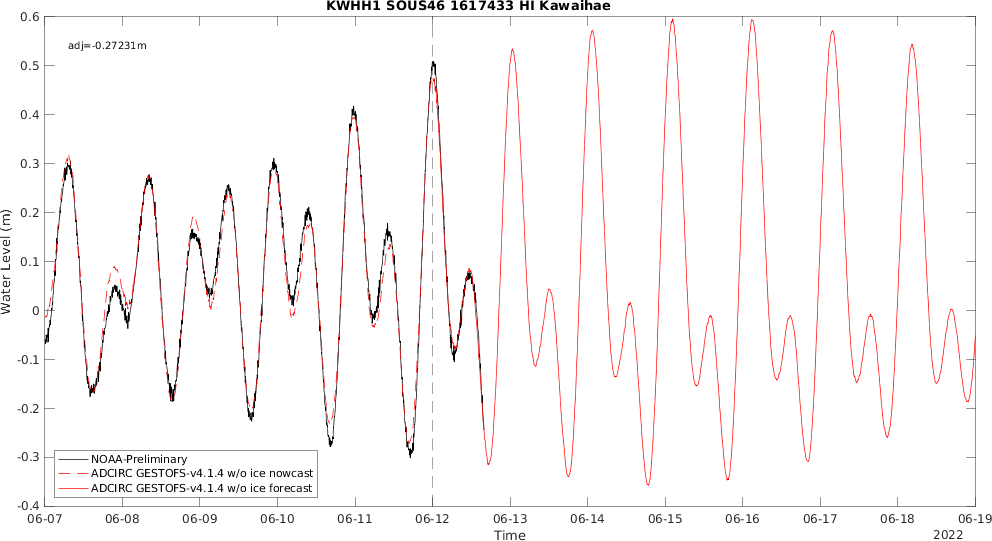 KWHH1 SOUS46 1617433 HI Kawaihae
adj=-0.27231m
0.6
0.5
0.4
0.3
0.2
0.1
0
-0.1
-0.2
-0.3
-0.4
Water Level (m)
NOAA-Preliminary
ADCIRC GESTOFS-v4.1.4 w/o ice nowcast
ADCIRC GESTOFS-v4.1.4 w/o ice forecast
06-07 06-08 06-09 06-10 06-11 06-12 06-13 06-14 06-15 06-16 06-17 06-18 06-19
Time
2022